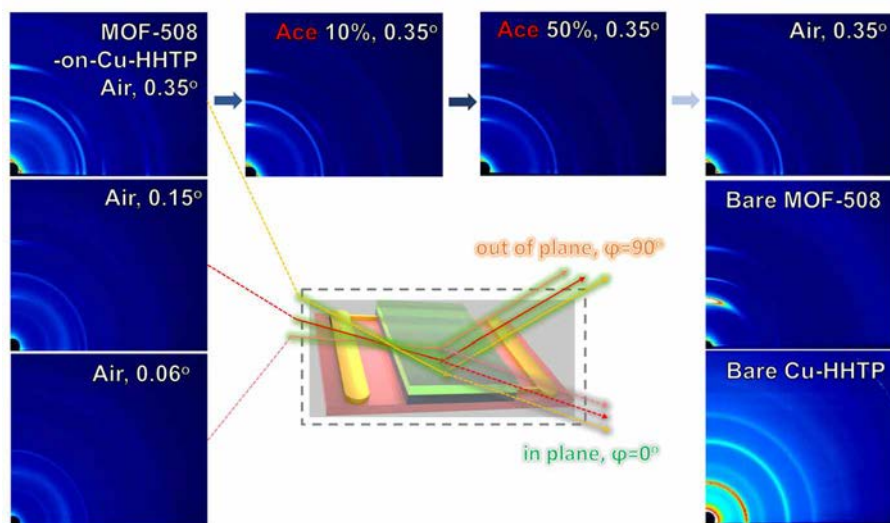 MOF-508
-on-Cu-HHTP
Air, 0.35°
Ace 10%, 0.35°
Ace 50%, 0.35°
Air, 0.35°
Air, 0.15°
Bare MOF-508
out of plane, φ=90°
Air, 0.06°
Bare Cu-HHTP
in plane, φ=0°